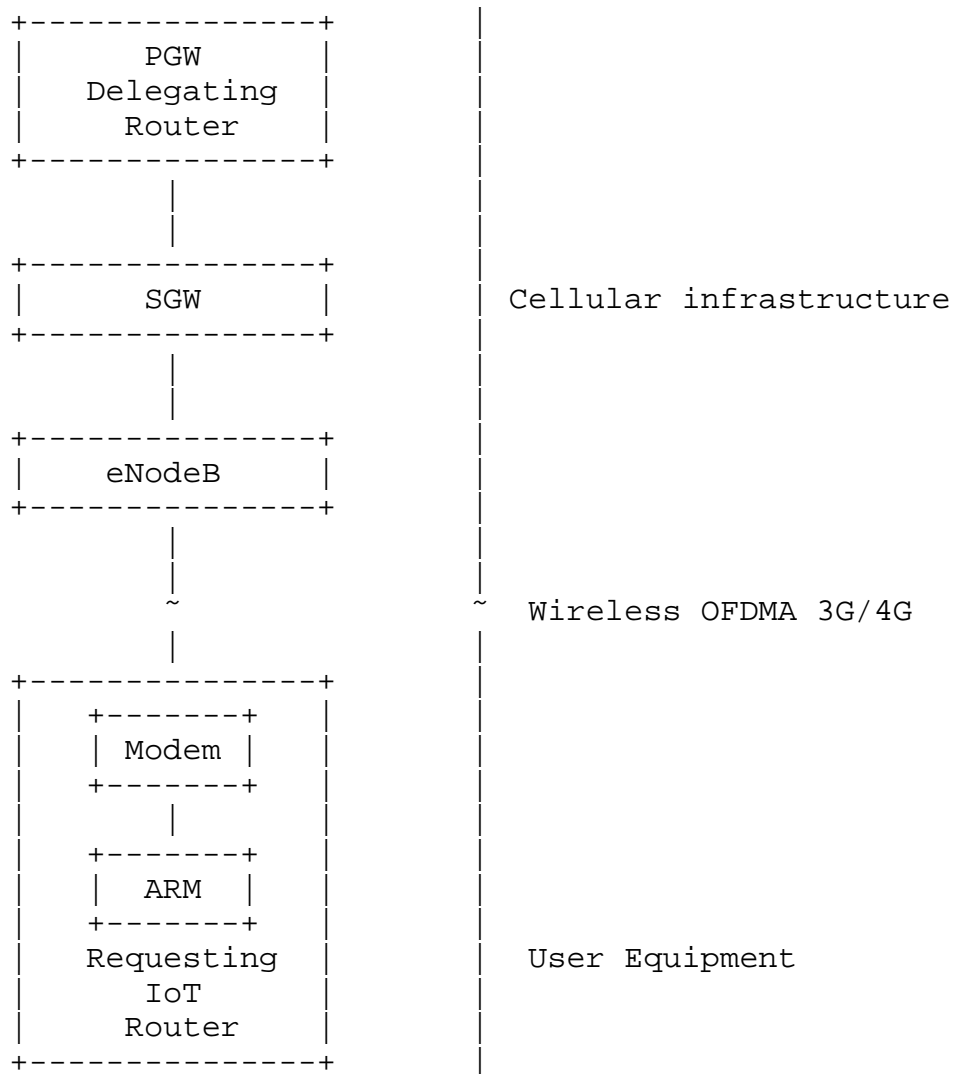 PGW
Delegating
Router
SGW
Cellular infrastructure
eNodeB
Wireless OFDMA 3G/4G
Modem
ARM
Requesting
User Equipment
IoT
Router